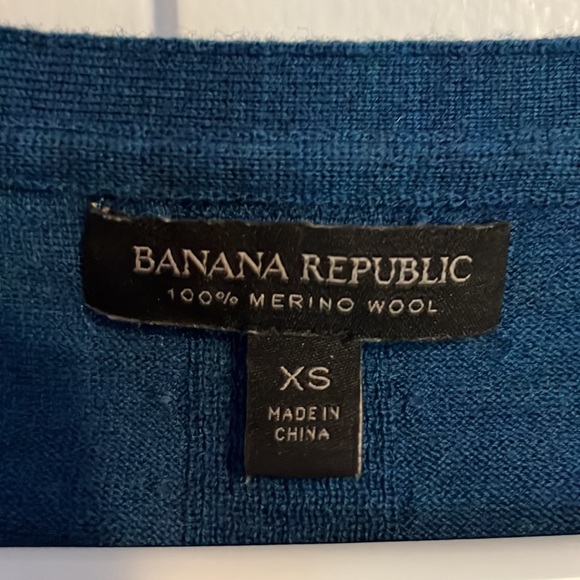 BANANA REPUBLIC
100% MERINO WOOL
XS
MADE IN
CHINA